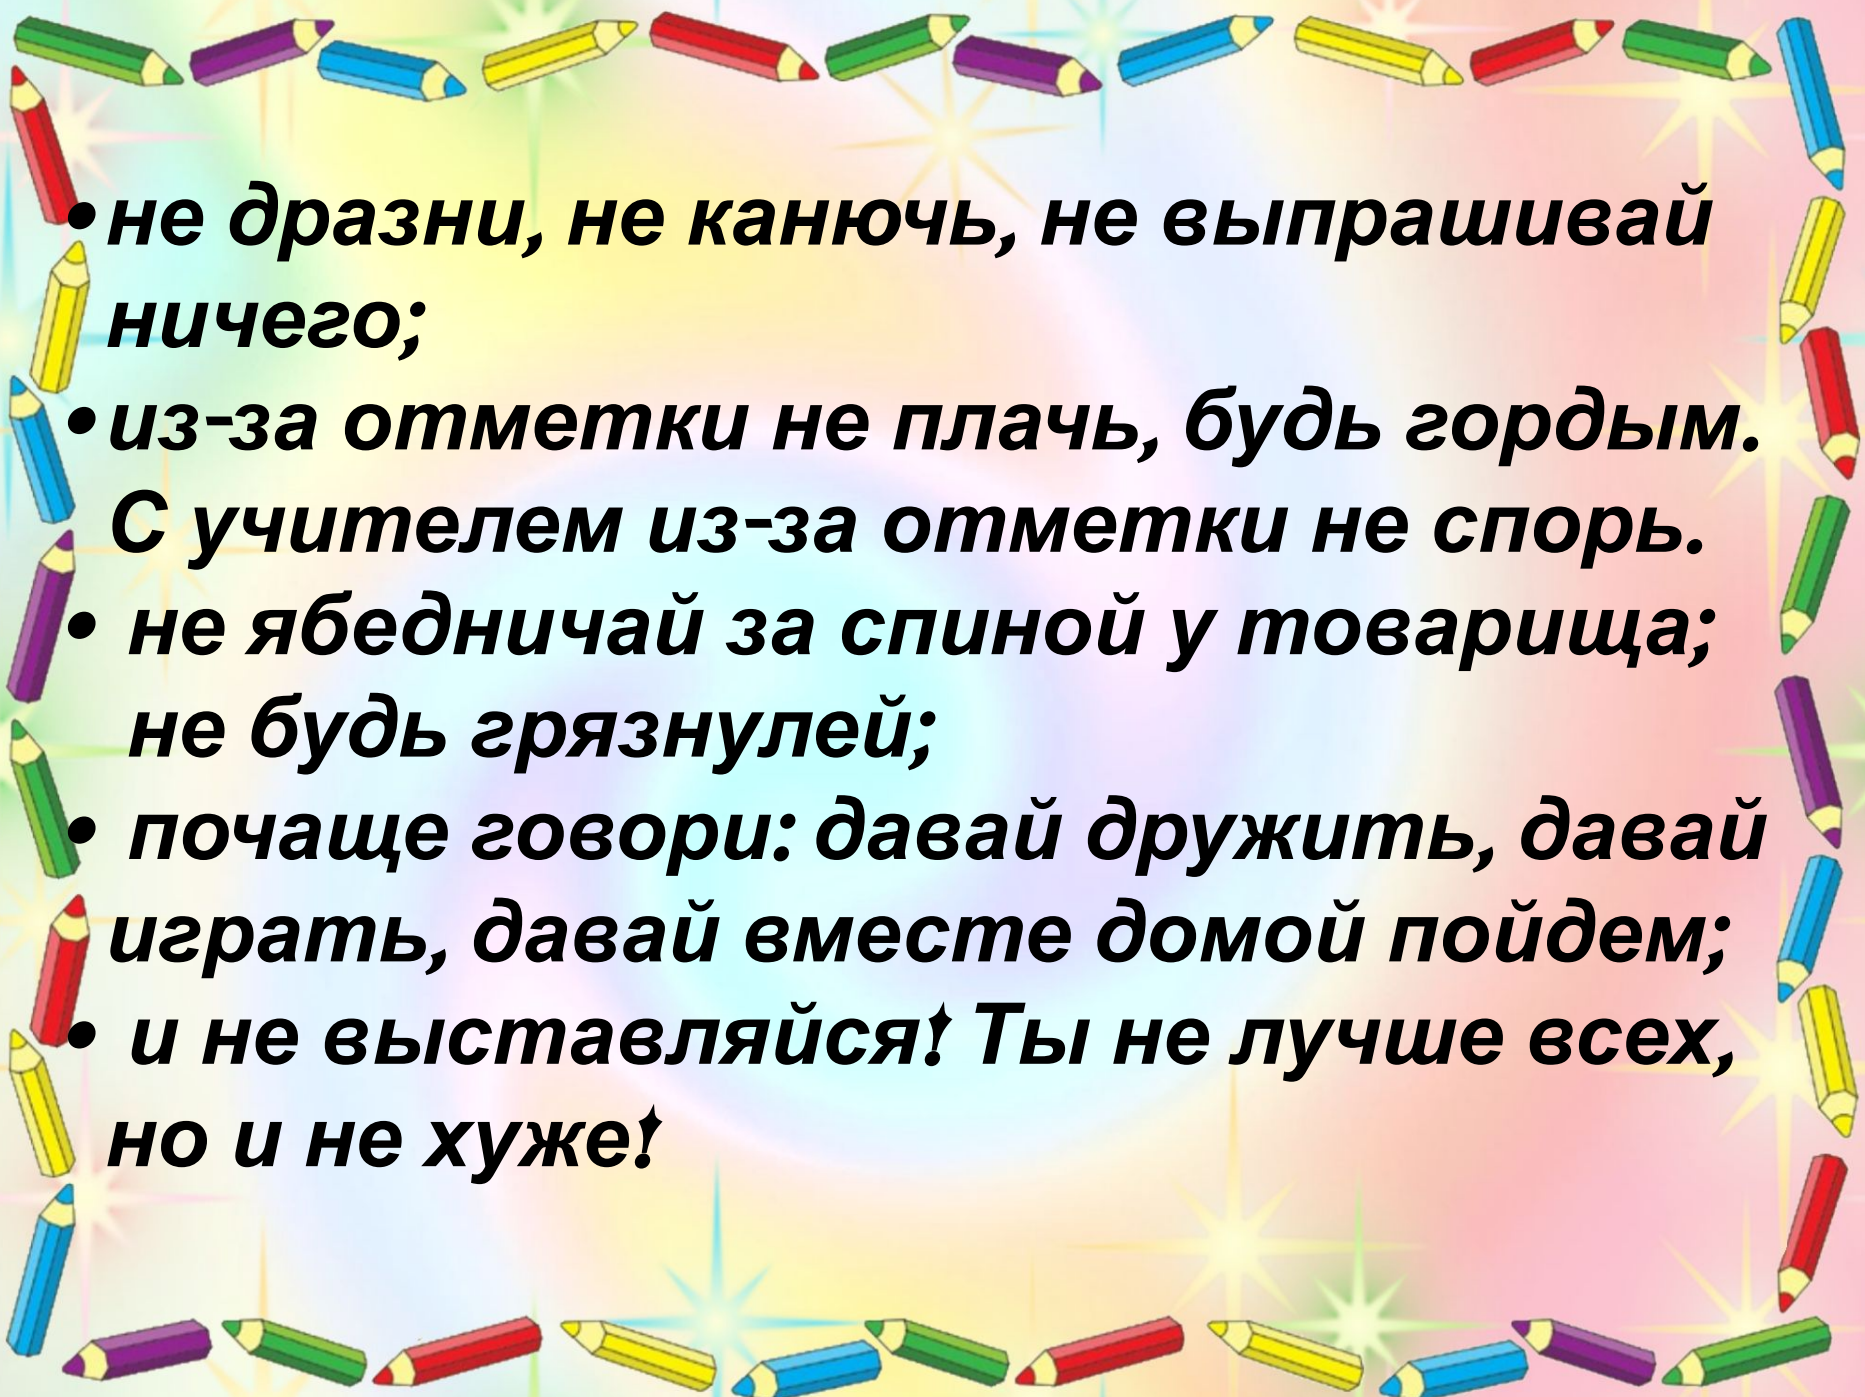 •не дразни, не канючь, не выпрашивай
ничего;
•из-за отметки не плачь, будь гордым.
С учителем из-за отметки не спорь.
• не ябедничай за спиной у товарища;
не будь грязнулей;
• почаще говори: давай дружить, давай
играть, давай вместе домой пойдем;
• и не выставляйся! Ты не лучше всех,
но и не хуже!